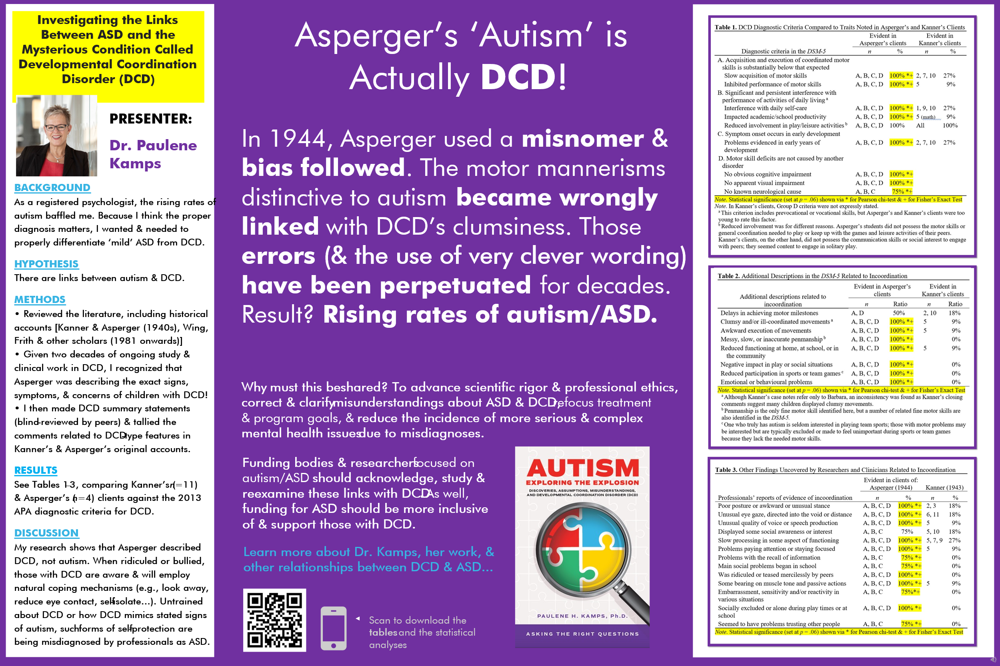 Investigating the Links
Between ASD and the
Mysterious Condition Called
Developmental Coordination
Disorder (DCD)
PRESENTER:
Dr. Paulene
Kamps
BACKGROUND
As a registered psychologist, the rising rates of
autism baffled me. Because I think the proper
diagnosis matters, I wanted & needed to
properly differentiate ‘mild’ ASD from DCD.
HYPOTHESIS
There are links between autism & DCD.
METHODS
• Reviewed the literature, including historical
accounts [Kanner & Asperger (1940s), Wing,
Frith & other scholars (1981 onwards)]
• Given two decades of ongoing study &
clinical work in DCD, I recognized that
Asperger was describing the exact signs,
symptoms, & concerns of children with DCD!
• I then made DCD summary statements
(blind-reviewed by peers) & tallied the
comments related to DCD-type features in
Kanner’s & Asperger’s original accounts.
RESULTS
See Tables 1-3, comparing Kanner’s (n=11)
& Asperger’s (n=4) clients against the 2013
APA diagnostic criteria for DCD.
DISCUSSION
My research shows that Asperger described
DCD, not autism. When ridiculed or bullied,
those with DCD are aware & will employ
natural coping mechanisms (e.g., look away,
reduce eye contact, self-isolate...). Untrained
about DCD or how DCD mimics stated signs
of autism, such forms of self-protection are
being misdiagnosed by professionals as ASD.
Asperger’s ‘Autism’ is
Actually DCD!
In 1944, Asperger used a misnomer &
bias followed. The motor mannerisms
distinctive to autism became wrongly
linked with DCD’s clumsiness. Those
errors (& the use of very clever wording)
have been perpetuated for decades.
Result? Rising rates of autism/ASD.
Why must this be shared? To advance scientific rigor & professional ethics,
correct & clarify misunderstandings about ASD & DCD, refocus treatment
& program goals, & reduce the incidence of more serious & complex
mental health issues due to misdiagnoses.
Funding bodies & researchers focused on
autism/ASD should acknowledge, study &
reexamine these links with DCD. As well,
funding for ASD should be more inclusive
of & support those with DCD.
Learn more about Dr. Kamps, her work, &
other relationships between DCD & ASD...
◄ Scan to download the
tables and the statistical
analyses
AUTISM
EXPLORING THE EXPLOSION
DISCOVERIES, ASSUMPTIONS, MISUNDERSTANDINGS,
AND DEVELOPMENTAL COORDINATION DISORDER (DCD)
PAULENE H. KAMPS, Ph.D.
ASKING THE RIGHT QUESTIONS
Table 1. DCD Diagnostic Criteria Compared to Traits Noted in Asperger’s and Kanner’s Clients
Evident in Evident in
Asperger’s clients Kanner’s clients
Diagnostic criteria in the DSM-5 n % n %
A. Acquisition and execution of coordinated motor
skills is substantially below that expected
Slow acquisition of motor skills A, B, C, D 100% *+ 2, 7, 10 27%
Inhibited performance of motor skills A, B, C, D 100% *+ 5 9%
B. Significant and persistent interference with
performance of activities of daily living a
Interference with daily self-care A, B, C, D 100% *+ 1, 9, 10 27%
Impacted academic/school productivity A, B, C, D 100% *+ 5 (math) 9%
Reduced involvement in play/leisure activities b A, B, C, D 100% All 100%
C. Symptom onset occurs in early development
Problems evidenced in early years of A, B, C, D 100% *+ 2, 7, 10 27%
development
D. Motor skill deficits are not caused by another
disorder
No obvious cognitive impairment A, B, C, D 100% *+
No apparent visual impairment A, B, C, D 100% *+
No known neurological cause A, B, C 75% *+
Note. Statistical significance (set at p = .06) shown via * for Pearson chi-test & + for Fisher’s Exact Test
Note. In Kanner’s clients, Group D criteria were not expressly stated.
a This criterion includes prevocational or vocational skills, but Asperger’s and Kanner’s clients were too
young to rate this factor.
b Reduced involvement was for different reasons. Asperger’s students did not possess the motor skills or
general coordination needed to play or keep up with the games and leisure activities of their peers.
Kanner’s clients, on the other hand, did not possess the communication skills or social interest to engage
with peers; they seemed content to engage in solitary play.
Table 2. Additional Descriptions in the DSM-5 Related to Incoordination
Evident in Asperger’s Evident in
clients Kanner’s clients
Additional descriptions related to
incoordination n Ratio n Ratio
Delays in achieving motor milestones A, D 50% 2, 10 18%
Clumsy and/or ill-coordinated movements a A, B, C, D 100% *+ 5 9%
Awkward execution of movements A, B, C, D 100% *+ 5 9%
Messy, slow, or inaccurate penmanship b A, B, C, D 100% *+ 0%
Reduced functioning at home, at school, or in A, B, C, D 100% *+ 5 9%
the community
Negative impact in play or social situations A, B, C, D 100% *+ 0%
Reduced participation in sports or team games c A, B, C, D 100% *+ 0%
Emotional or behavioural problems A, B, C, D 100% *+ 0%
Note. Statistical significance (set at p = .06) shown via * for Pearson chi-test & + for Fisher’s Exact Test
a Although Kanner’s case notes refer only to Barbara, an inconsistency was found as Kanner’s closing
comments suggest many children displayed clumsy movements.
b Penmanship is the only fine motor skill identified here, but a number of related fine motor skills are
also identified in the DSM-5.
c One who truly has autism is seldom interested in playing team sports; those with motor problems may
be interested but are typically excluded or made to feel unimportant during sports or team games
because they lack the needed motor skills.
Table 3. Other Findings Uncovered by Researchers and Clinicians Related to Incoordination
Evident in clients of:
Asperger (1944) Kanner (1943)
Professionals’ reports of evidence of incoordination n % n %
Poor posture or awkward or unusual stance A, B, C, D 100% *+ 2, 3 18%
Unusual eye gaze, directed into the void or distance A, B, C, D 100% *+ 6, 11 18%
Unusual quality of voice or speech production A, B, C, D 100% *+ 5 9%
Displayed some social awareness or interest A, B, C 75% 5, 10 18%
Slow processing in some aspect of functioning A, B, C, D 100% *+ 5, 7, 9 27%
Problems paying attention or staying focused A, B, C, D 100% *+ 5 9%
Problems with the recall of information A, B, C 75% *+ 0%
Main social problems began in school A, B, C 75% *+ 0%
Was ridiculed or teased mercilessly by peers A, B, C, D 100% *+ 0%
Some bearing on muscle tone and passive actions A, B, C, D 100% *+ 5 9%
Embarrassment, sensitivity and/or reactivity in A, B, C 75%*+ 0%
various situations
Socially excluded or alone during play times or at A, B, C, D 100% *+ 0%
school
Seemed to have problems trusting other people A, B, C 75% *+ 0%
Note. Statistical significance (set at p = .06) shown via * for Pearson chi-test & + for Fisher’s Exact Test